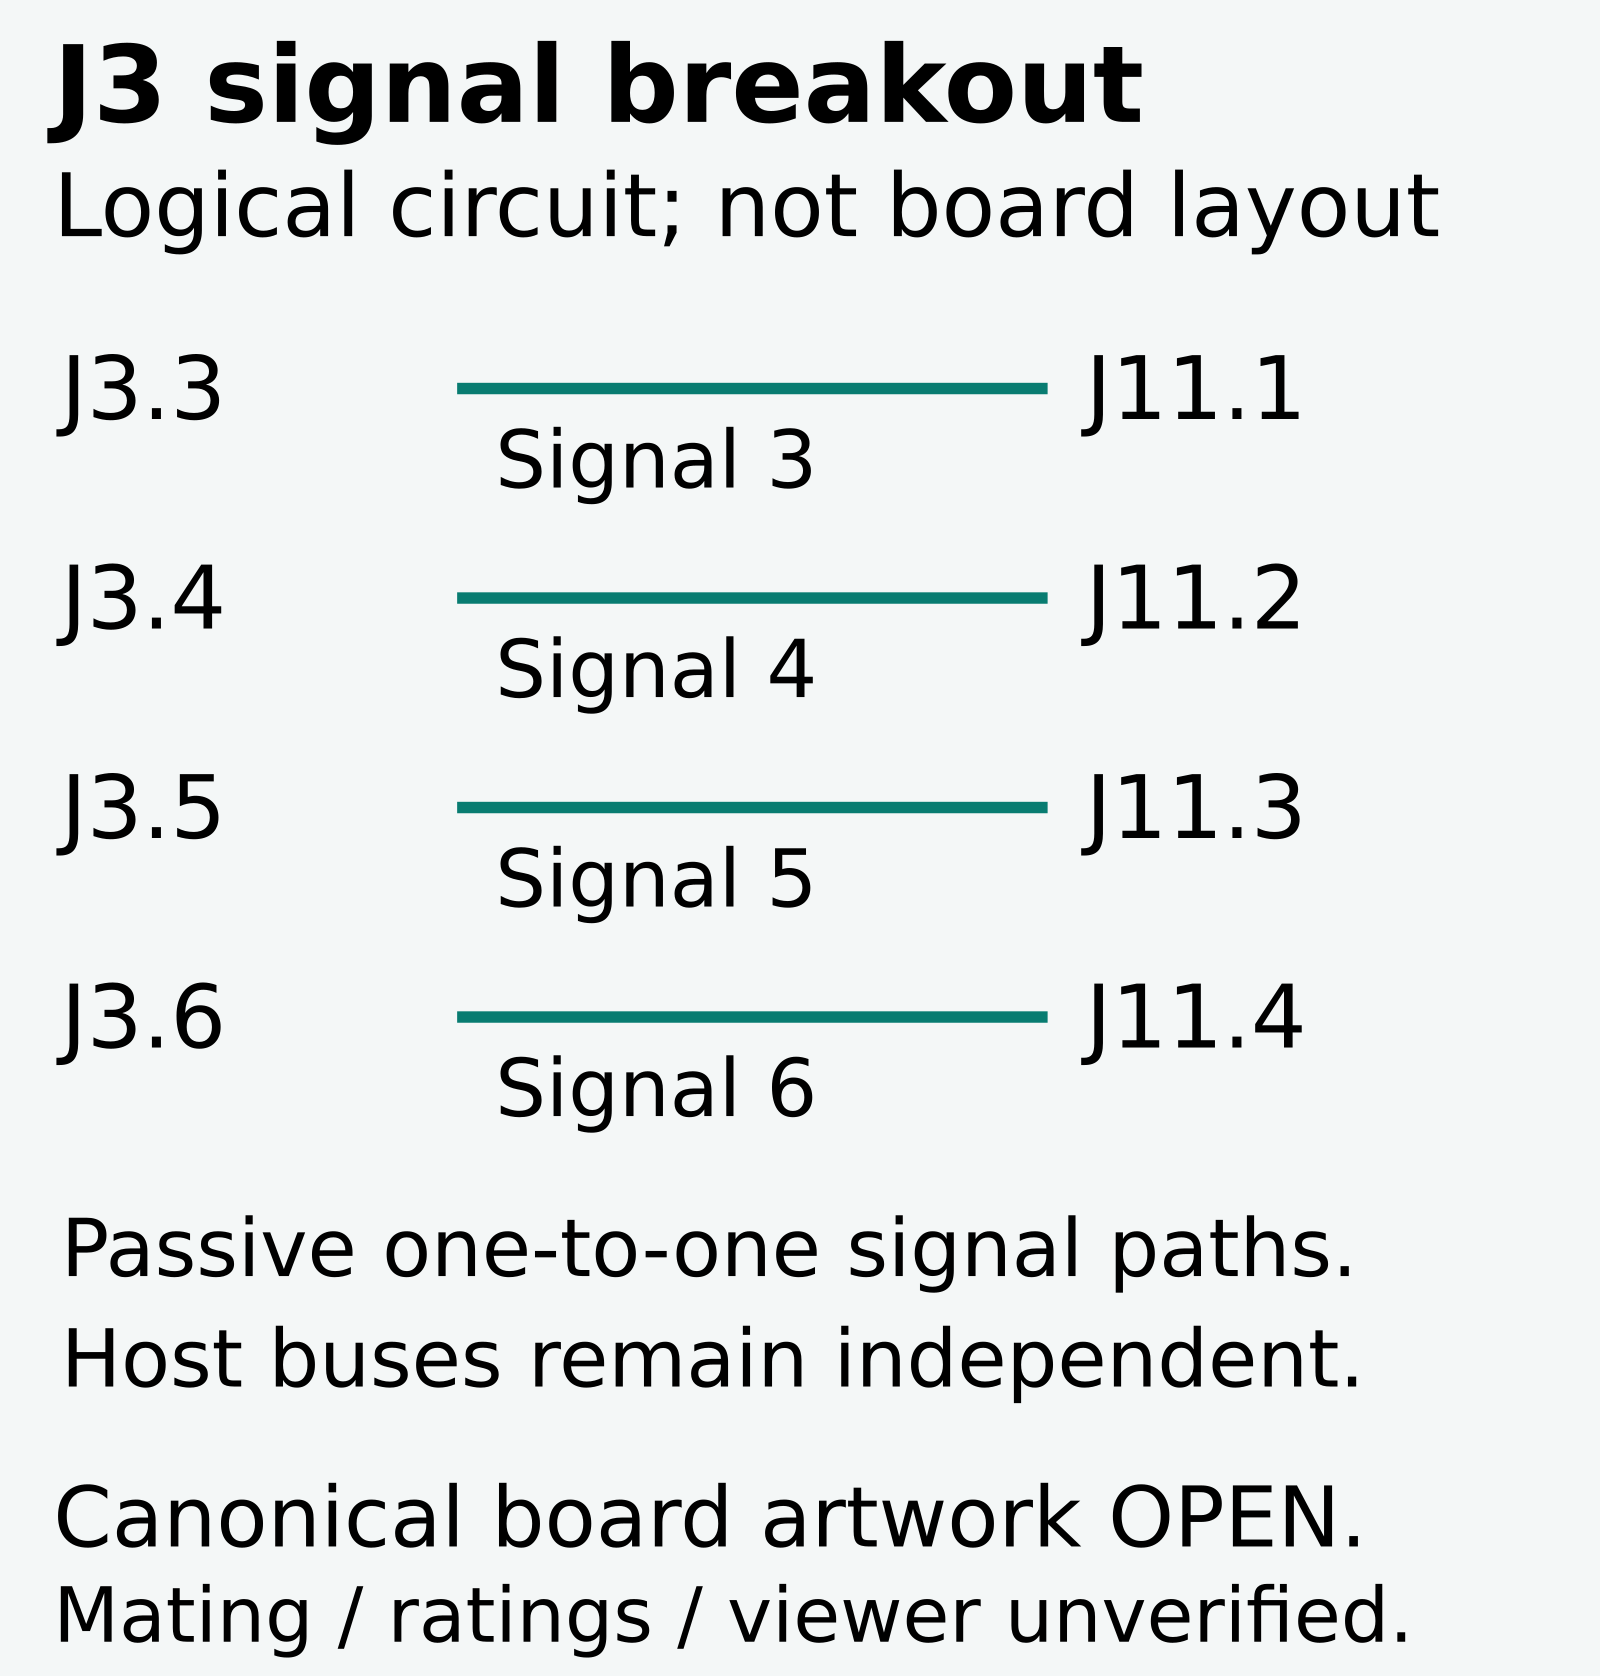 J3 signal breakout
Logical circuit; not board layout
J3.3 J11.1
Signal 3
J3.4 J11.2
Signal 4
J3.5 J11.3
Signal 5
J3.6 J11.4
Signal 6
Passive one-to-one signal paths.
Host buses remain independent.
Canonical board artwork OPEN.
Mating / ratings / viewer unverified.